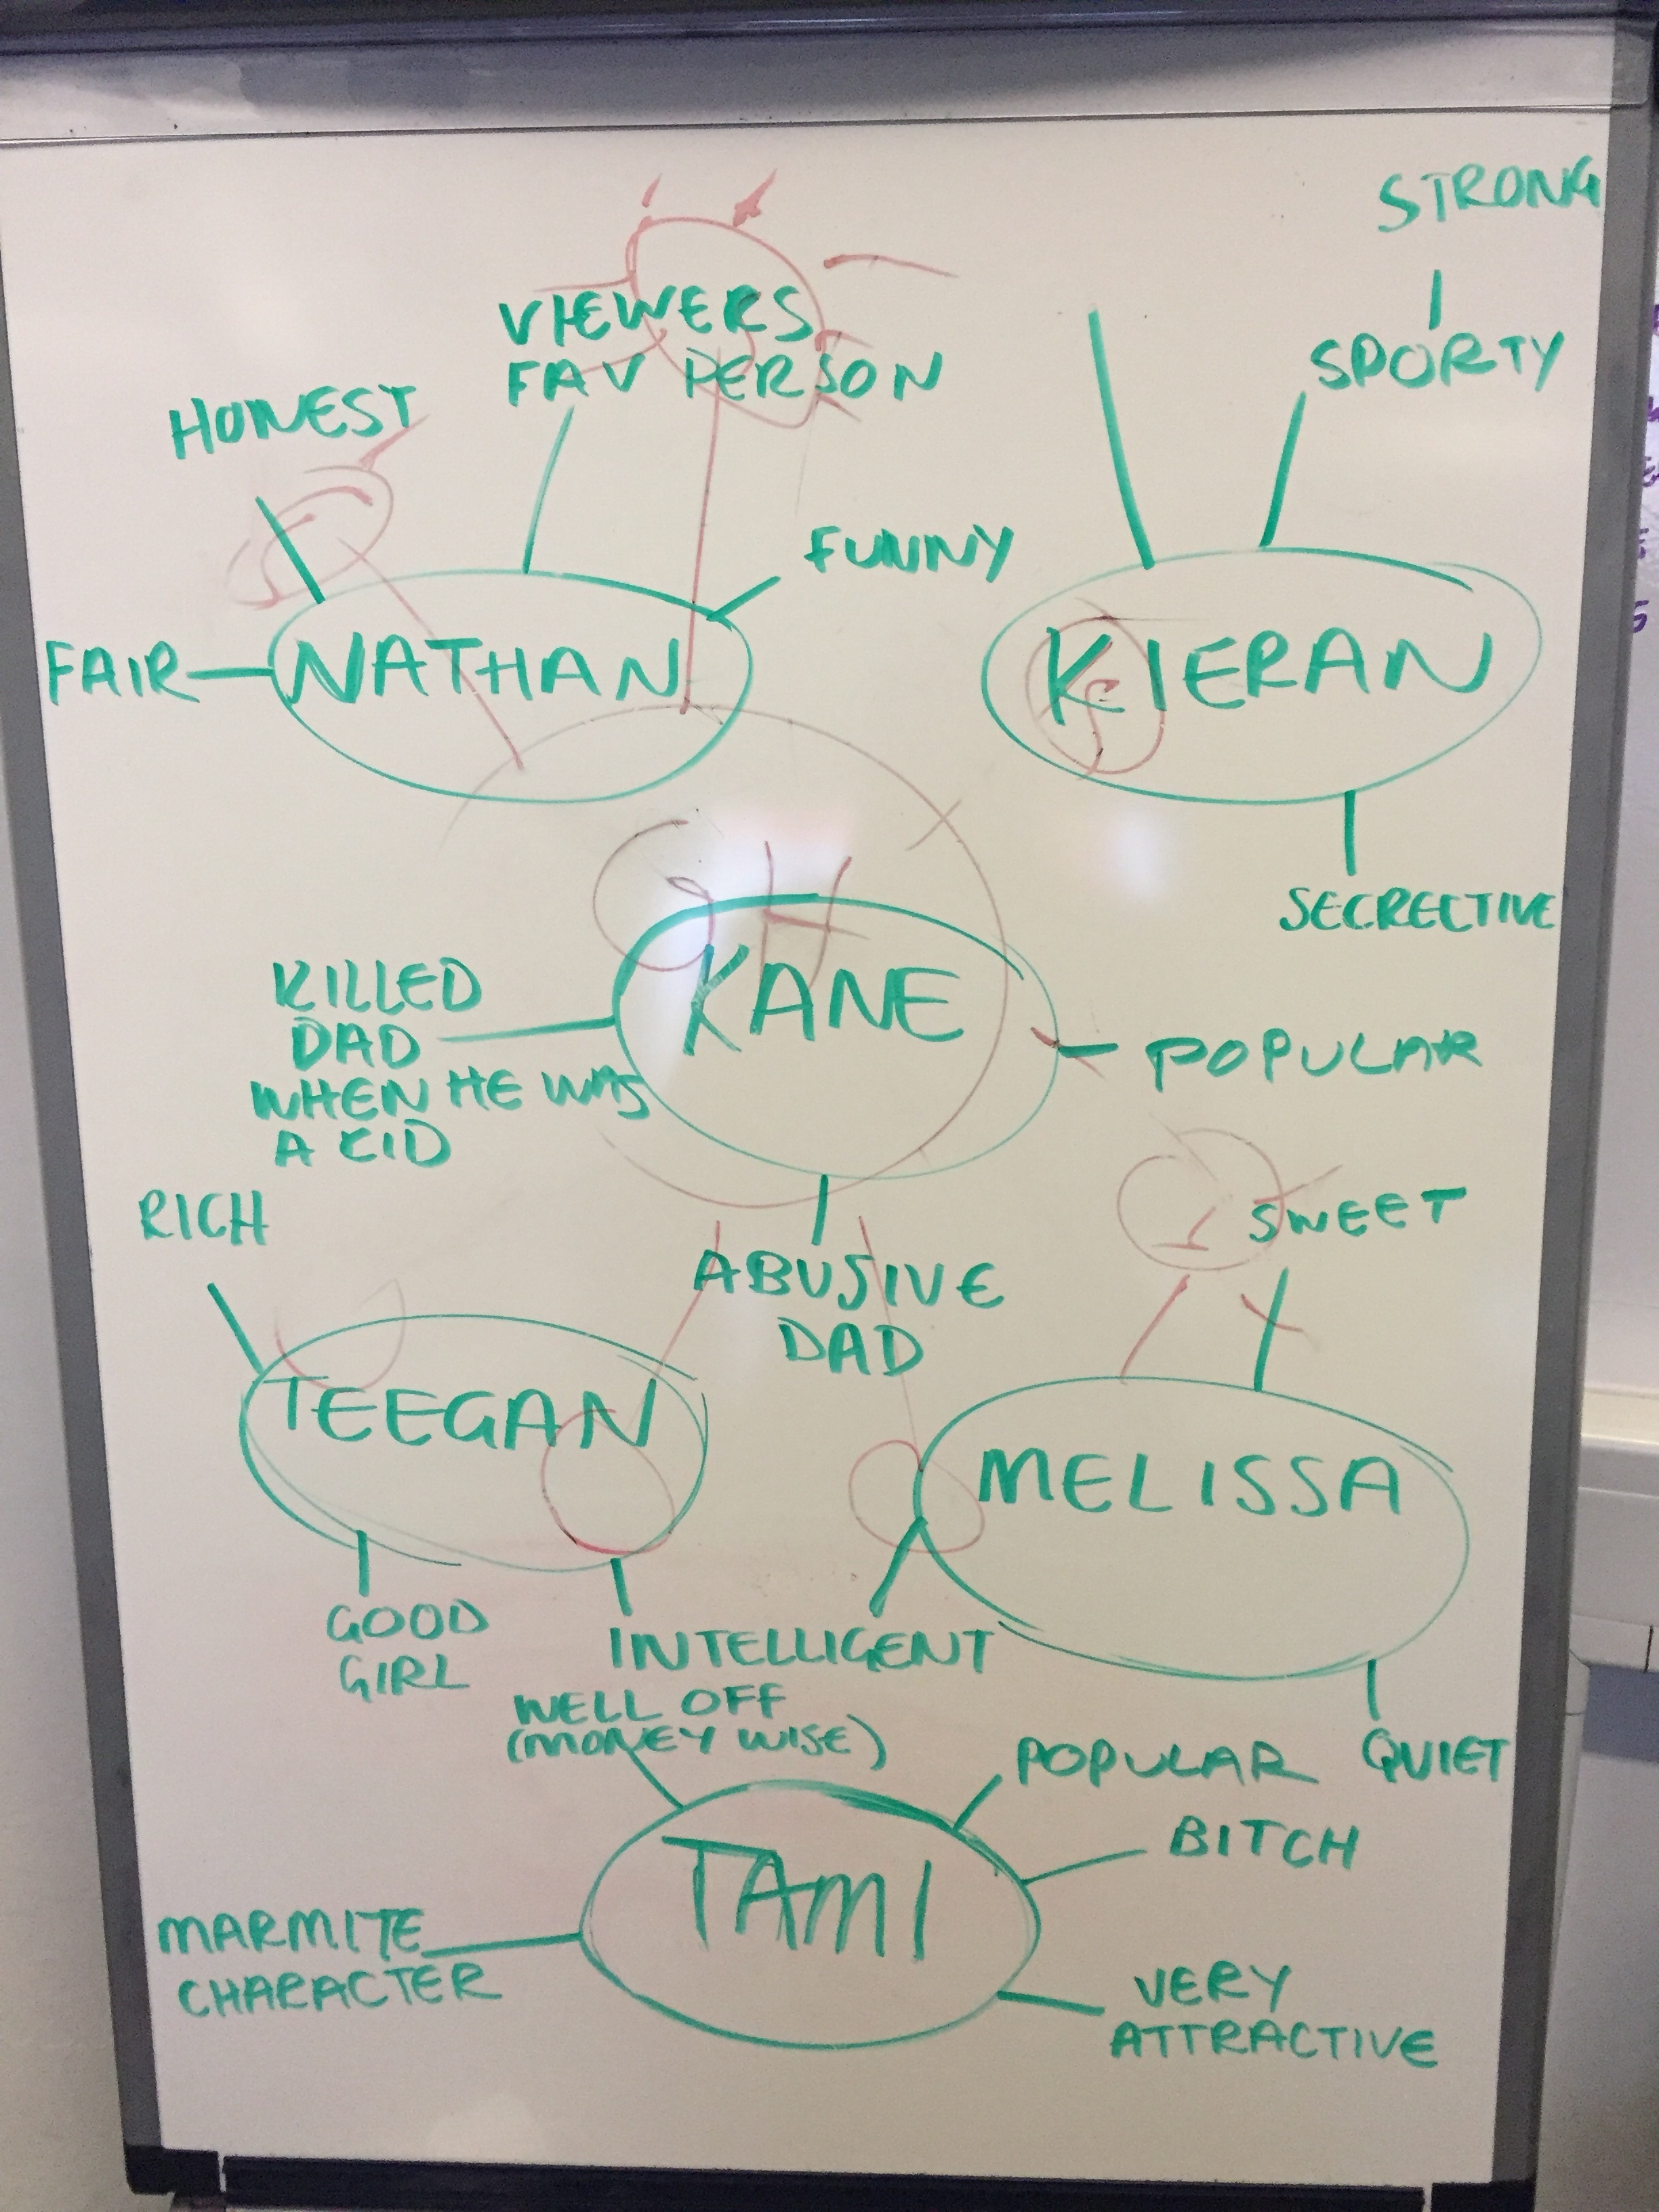 STRONG
SPORTY
VIEWERS
FAV PERSON
HONEST
FUNNY
FAIR
NATHAN
KIERAN
SECRECTIVE
KANE
KILLED
DAD
WHEN HE WAS
A KID
POPULAR
ABUSIVE
DAD
RICH
SWEET
TEEGAN
MELISSA
GOOD
GIRL
INTELLIGENT
QUIET
WELL OFF
(MONEY WISE)
POPULAR
BITCH
TAMI
MARMITE
CHARACTER
VERY
ATTRACTIVE